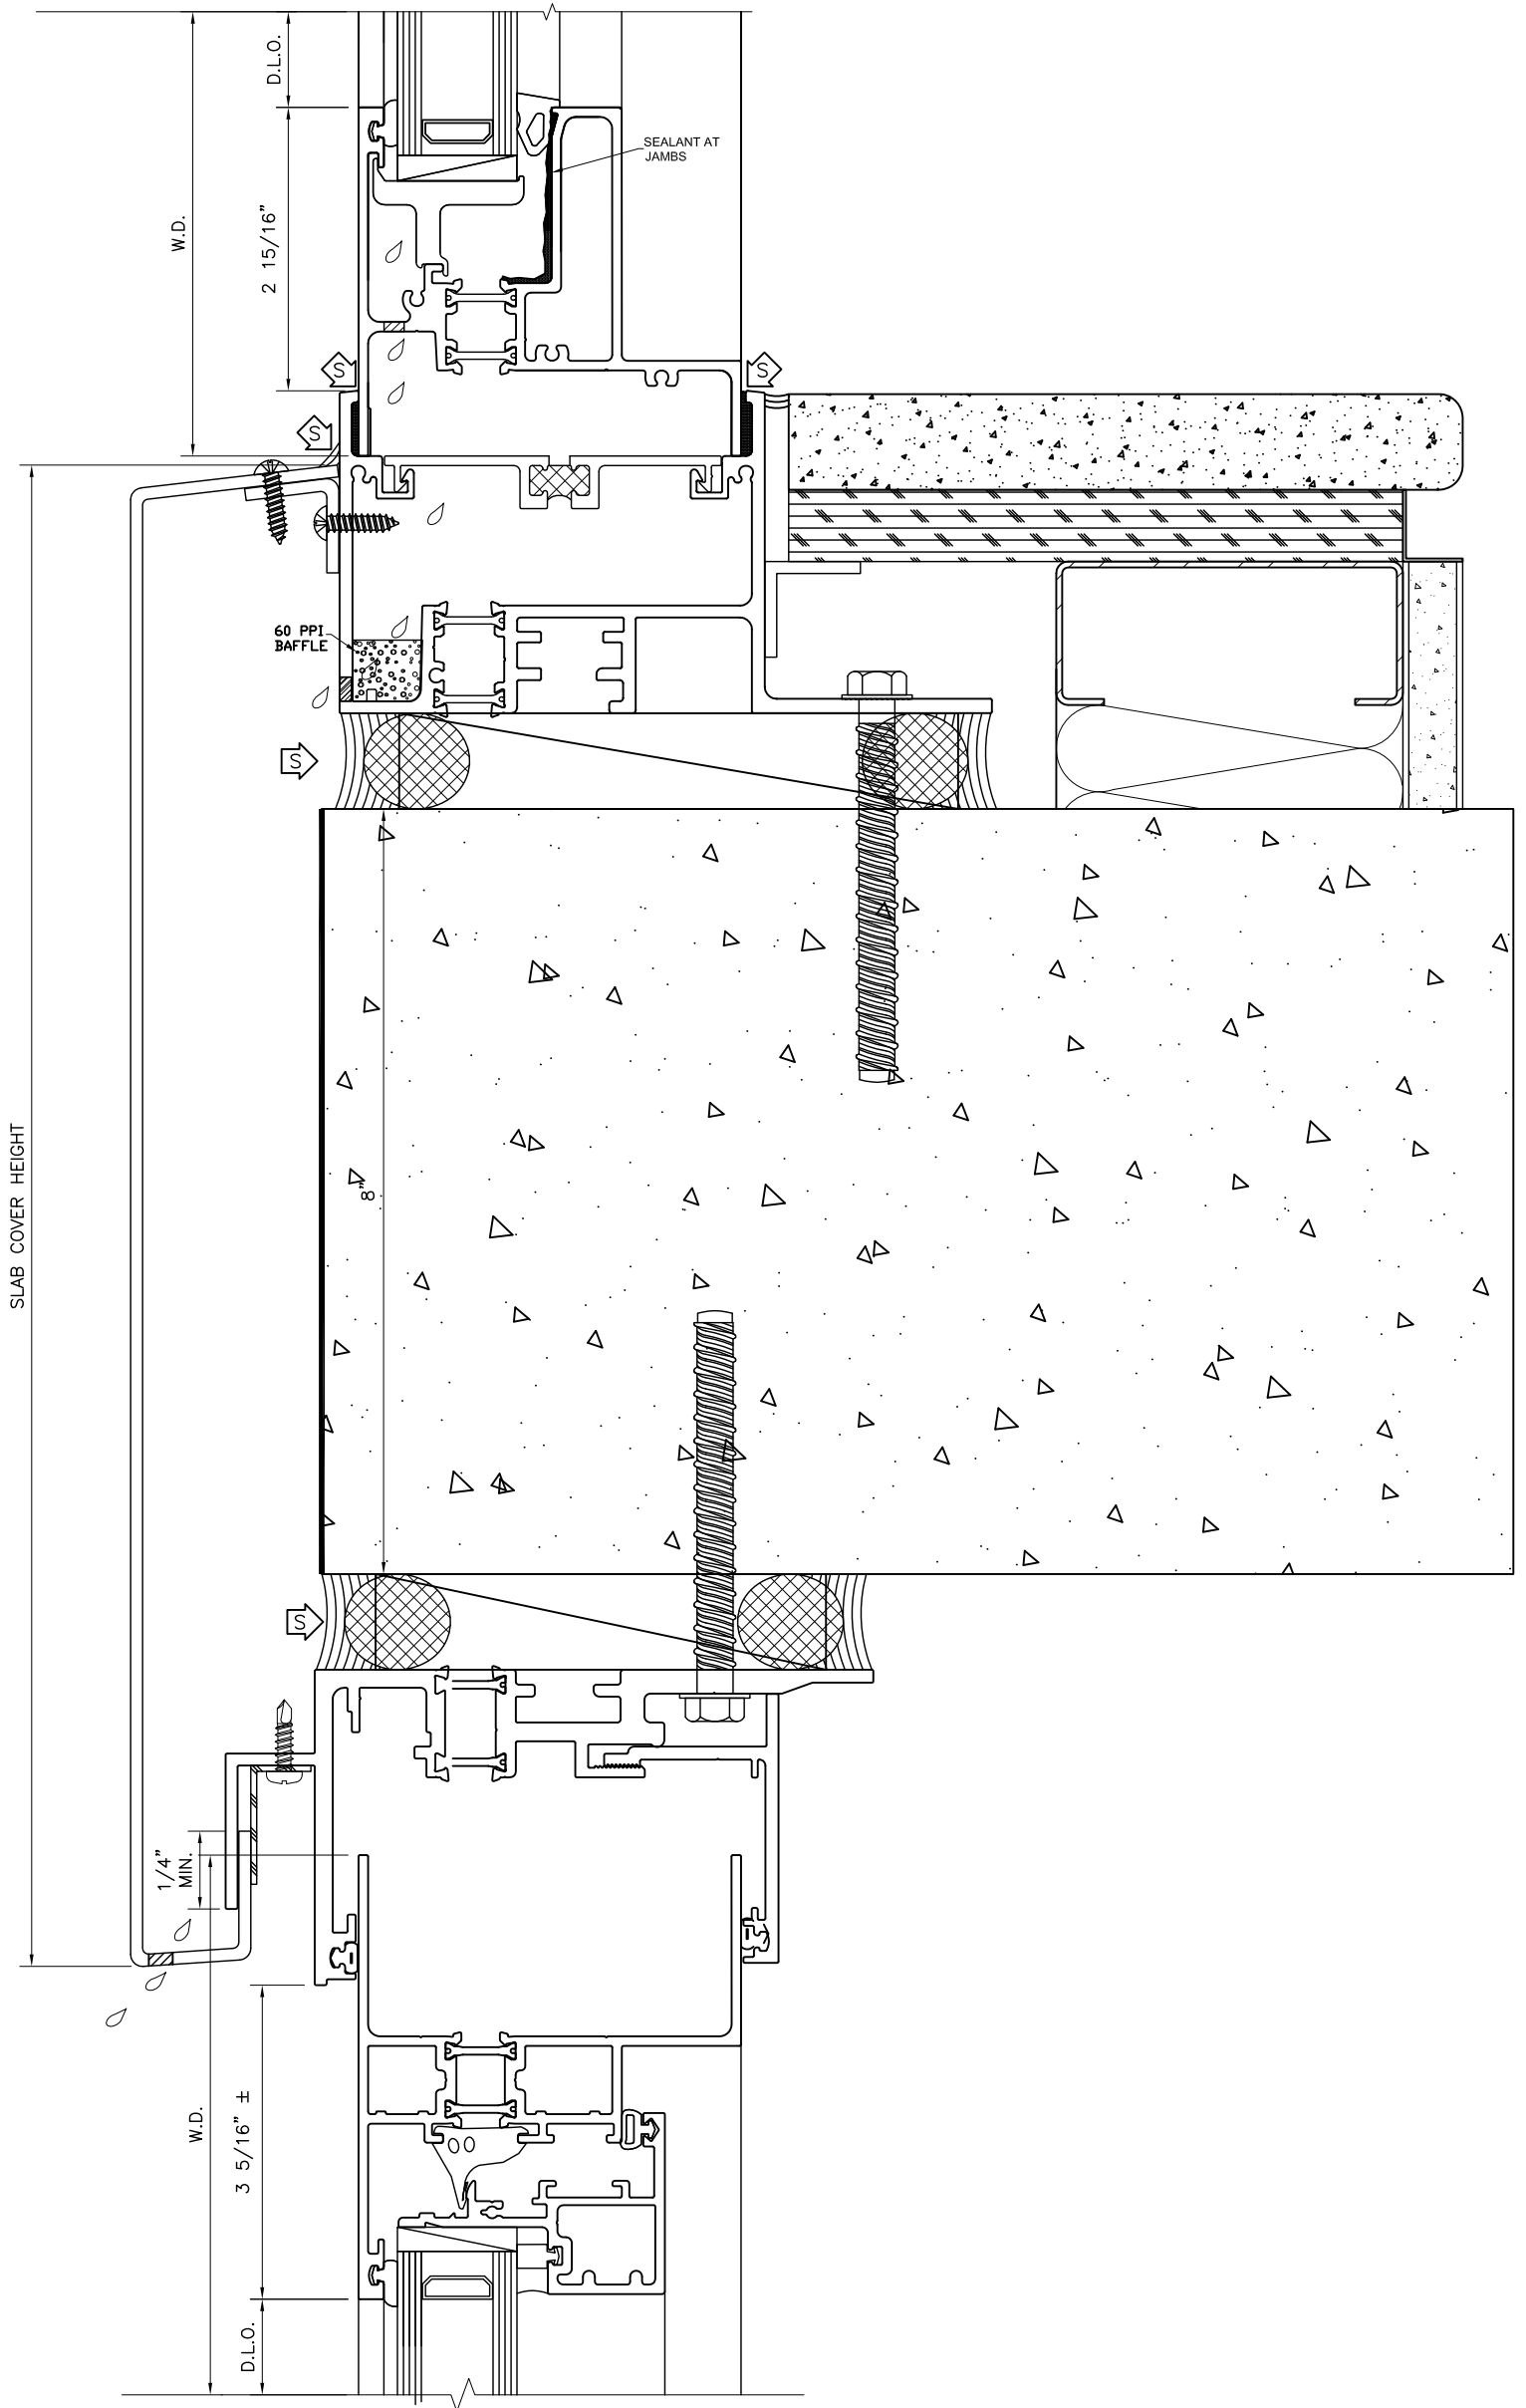 D.L.O.
W.D.
2 15/16"
SEALANT AT
JAMBS
S
S
S
60 PPI
BAFFLE
S
SLAB COVER HEIGHT
8"
S
1/4"
MIN.
W.D.
3 5/16" ±
D.L.O.